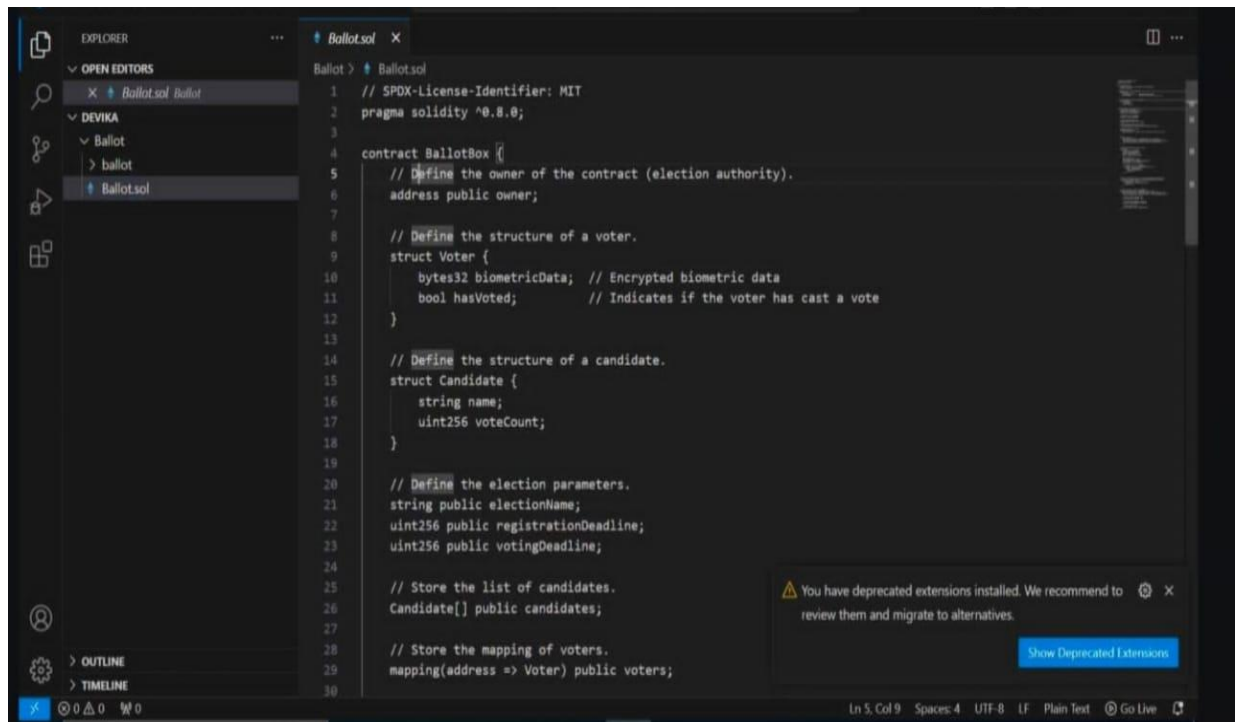 EXPLORER
...
OPEN EDITORS
Ballot.sol Ballot
DEVIKA
Ballot
ballot
Ballot.sol
OUTLINE
TIMELINE
Ballot.sol
...
Ballot > Ballot.sol
1 // SPDX-License-Identifier: MIT
2 pragma solidity ^0.8.0;
3
4 contract BallotBox {
5 // Define the owner of the contract (election authority).
6 address public owner;
7
8 // Define the structure of a voter.
9 struct Voter {
10 bytes32 biometricData; // Encrypted biometric data
11 bool hasVoted; // Indicates if the voter has cast a vote
12 }
13
14 // Define the structure of a candidate.
15 struct Candidate {
16 string name;
17 uint256 voteCount;
18 }
19
20 // Define the election parameters.
21 string public electionName;
22 uint256 public registrationDeadline;
23 uint256 public votingDeadline;
24
25 // Store the list of candidates.
26 Candidate[] public candidates;
27
28 // Store the mapping of voters.
29 mapping(address => Voter) public voters;
30
You have deprecated extensions installed. We recommend to
review them and migrate to alternatives.
Show Deprecated Extensions
0 0 0
Ln 5, Col 9 Spaces: 4 UTF-8 LF Plain Text Go Live